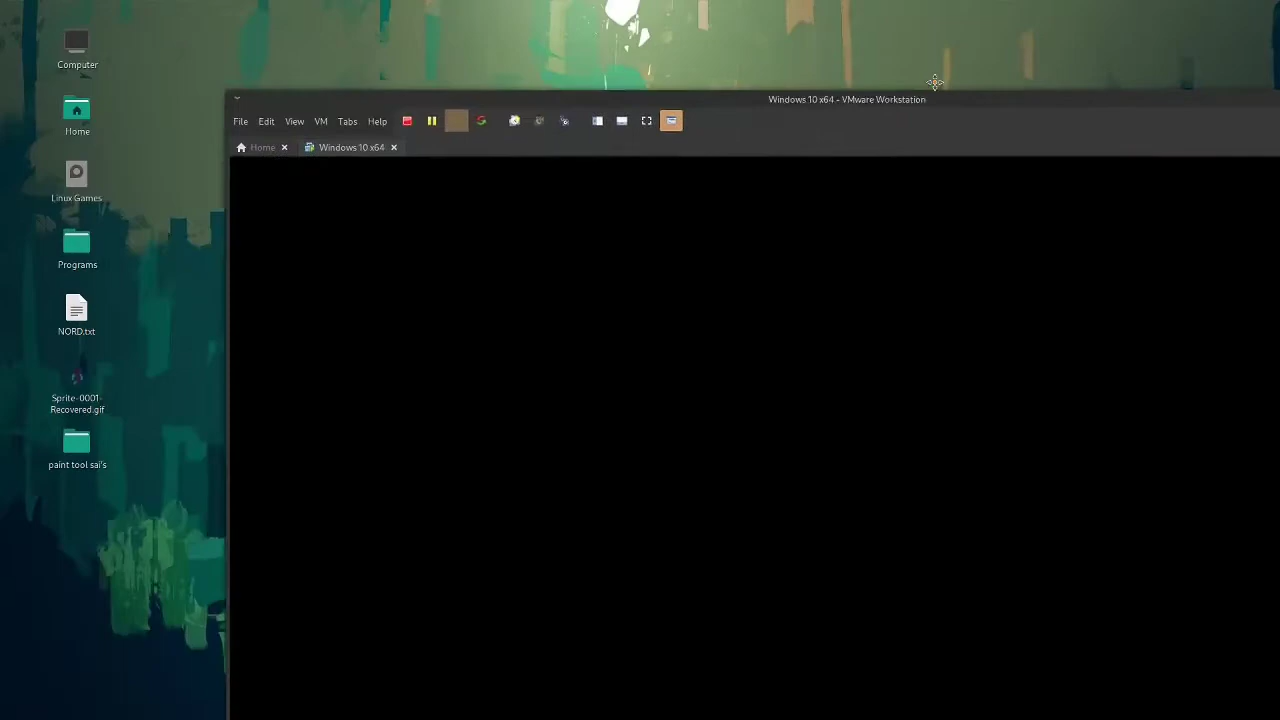 Computer
Home
Linux Games
Programs
NORD.txt
Sprite-0001-
Recovered.gif
paint tool sai's
Windows 10 x64 - VMware Workstation
File Edit View VM Tabs Help
Home Windows 10 x64